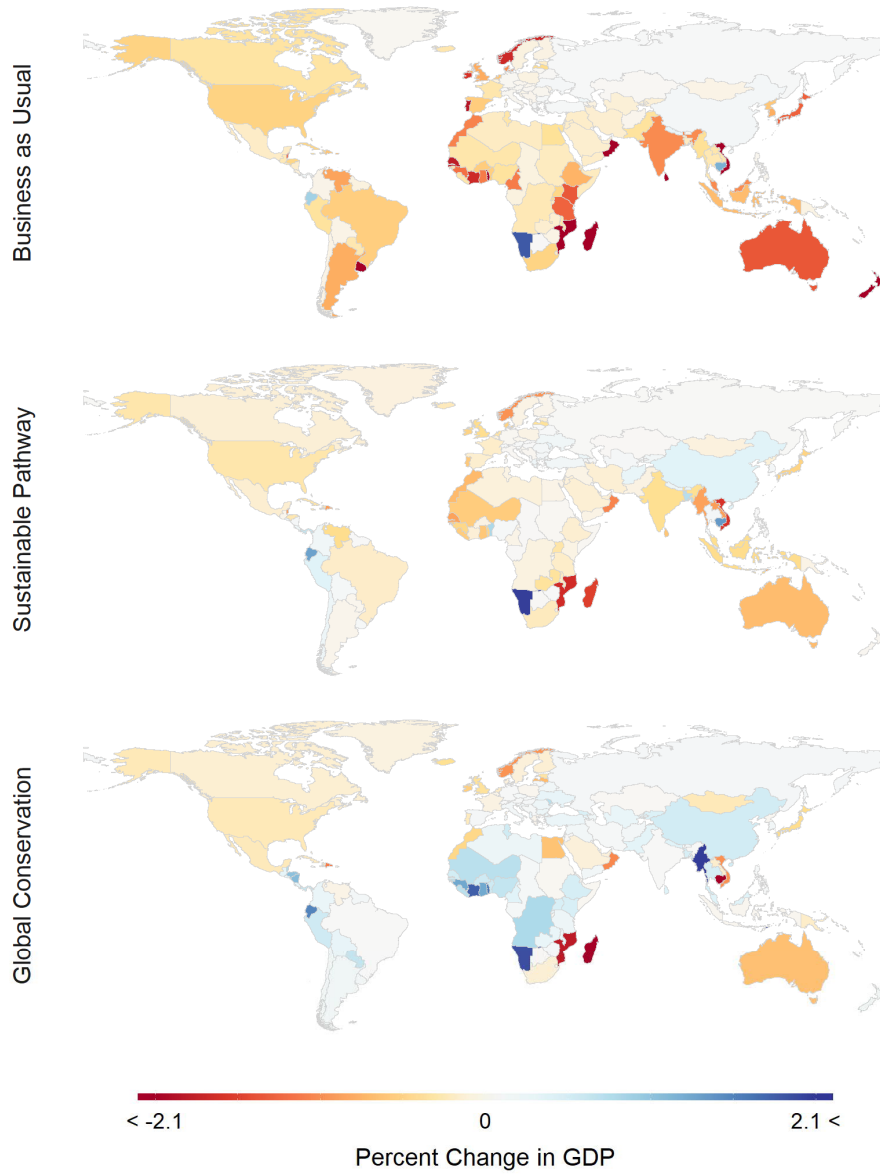 Business as Usual
Sustainable Pathway
Global Conservation
< -2.1 0 2.1 <
Percent Change in GDP